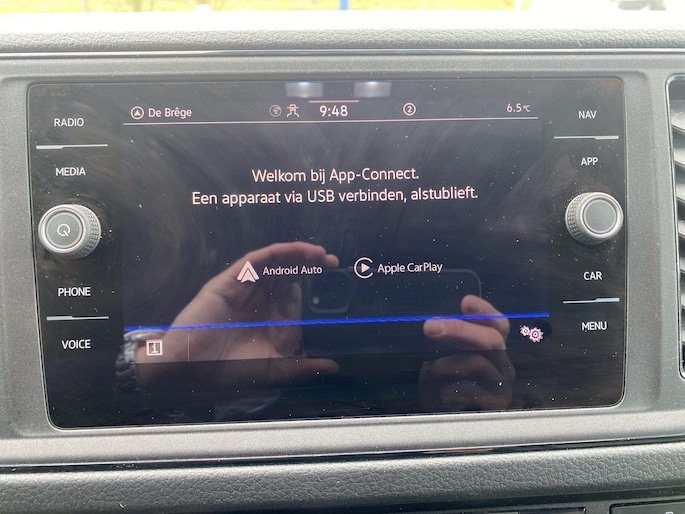 RADIO
MEDIA
PHONE
VOICE
De Brêge
9:48
2
6.5°C
Welkom bij App-Connect.
Een apparaat via USB verbinden, alstublieft.
Android Auto
Apple CarPlay
i
NAV
APP
CAR
MENU